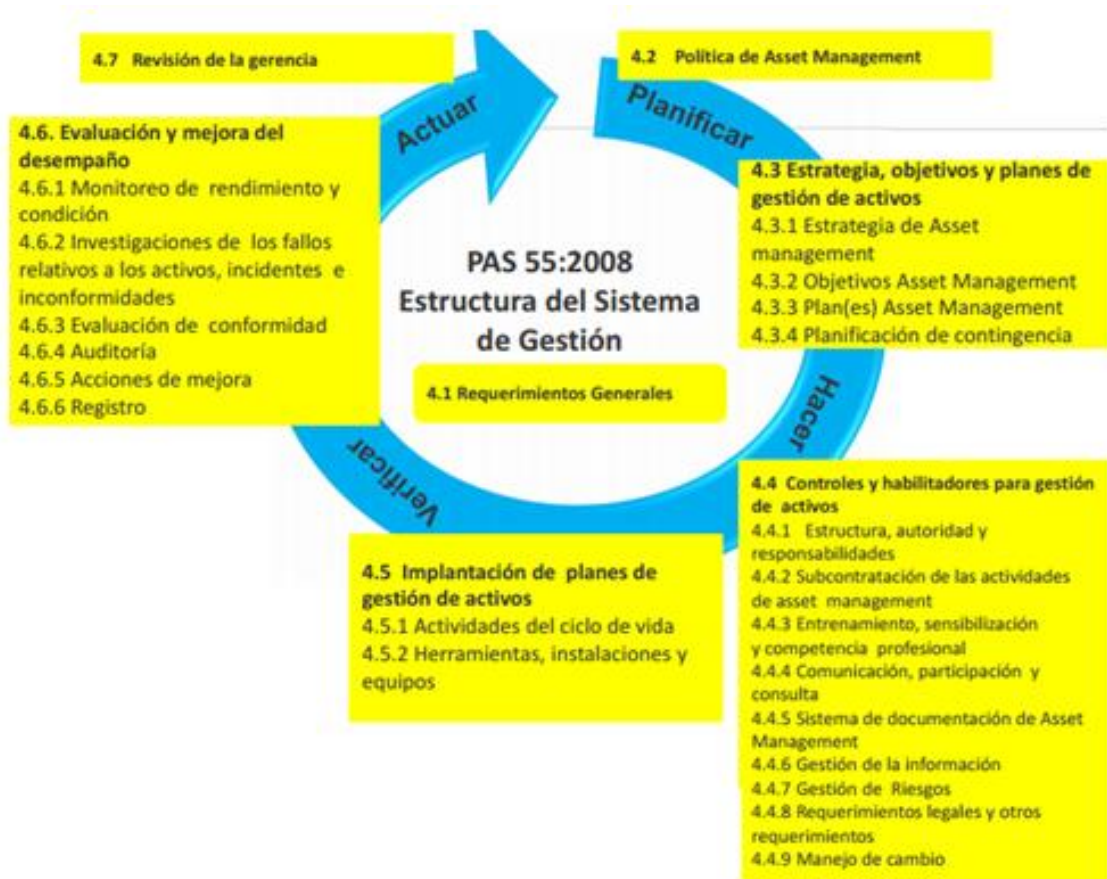 4.7 Revisión de la gerencia
4.2 Política de Asset Management
Actuar
Planificar
4.6. Evaluación y mejora del
desempaño
4.6.1 Monitoreo de rendimiento y
condición
4.6.2 Investigaciones de los fallos
relativos a los activos, incidentes e
inconformidades
4.6.3 Evaluación de conformidad
4.6.4 Auditoría
4.6.5 Acciones de mejora
4.6.6 Registro
4.3 Estrategia, objetivos y planes de
gestión de activos
4.3.1 Estrategia de Asset
management
4.3.2 Objetivos Asset Management
4.3.3 Plan(es) Asset Management
4.3.4 Planificación de contingencia
PAS 55:2008
Estructura del Sistema
de Gestión
4.1 Requerimientos Generales
Hacer
Verificar
4.4 Controles y habilitadores para gestión
de activos
4.4.1 Estructura, autoridad y
responsabilidades
4.4.2 Subcontratación de las actividades
de asset management
4.4.3 Entrenamiento, sensibilización
y competencia profesional
4.4.4 Comunicación, participación y
consulta
4.4.5 Sistema de documentación de Asset
Management
4.4.6 Gestión de la información
4.4.7 Gestión de Riesgos
4.4.8 Requerimientos legales y otros
requerimientos
4.4.9 Manejo de cambio
4.5 Implantación de planes de
gestión de activos
4.5.1 Actividades del ciclo de vida
4.5.2 Herramientas, instalaciones y
equipos